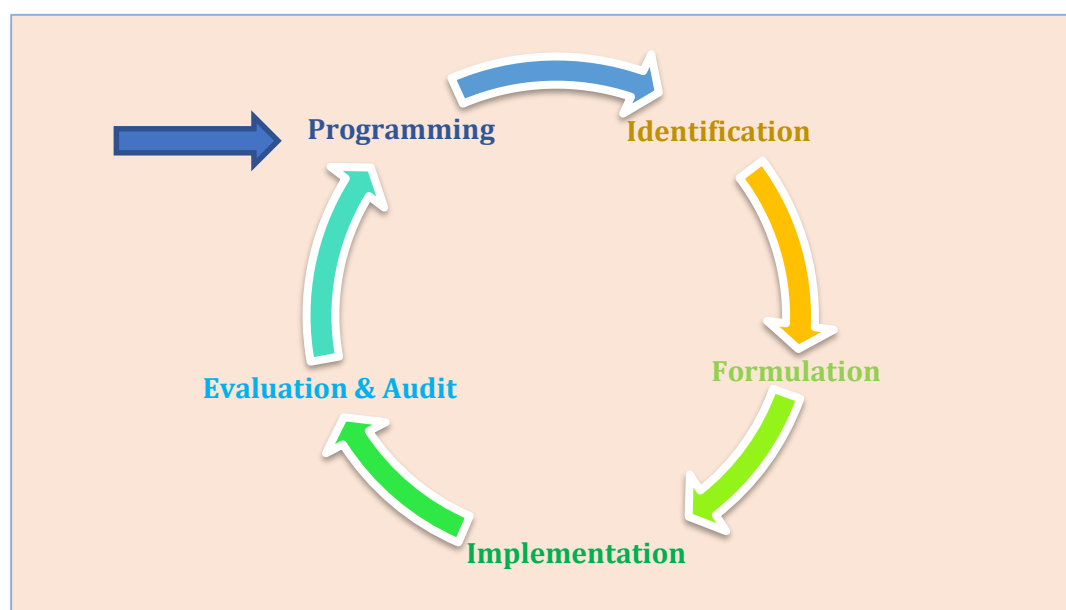 Programming
Identification
Formulation
Evaluation & Audit
Implementation